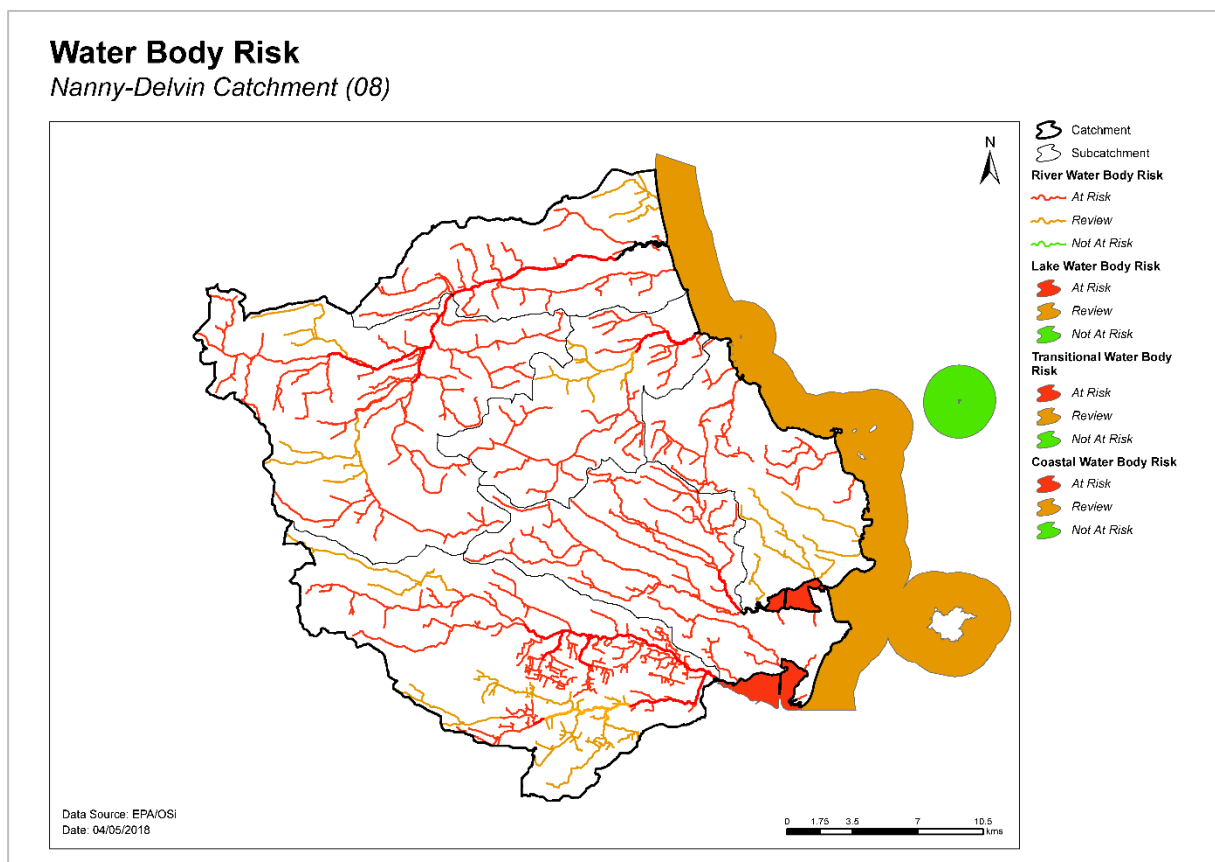 Water Body Risk
Nanny-Delvin Catchment (08)
N
Catchment
Subcatchment
River Water Body Risk
At Risk
Review
Not At Risk
Lake Water Body Risk
At Risk
Review
Not At Risk
Transitional Water Body
Risk
At Risk
Review
Not At Risk
Coastal Water Body Risk
At Risk
Review
Not At Risk
Data Source: EPA/OSi
Date: 04/05/2018
0 1.75 3.5 7 10.5
kms